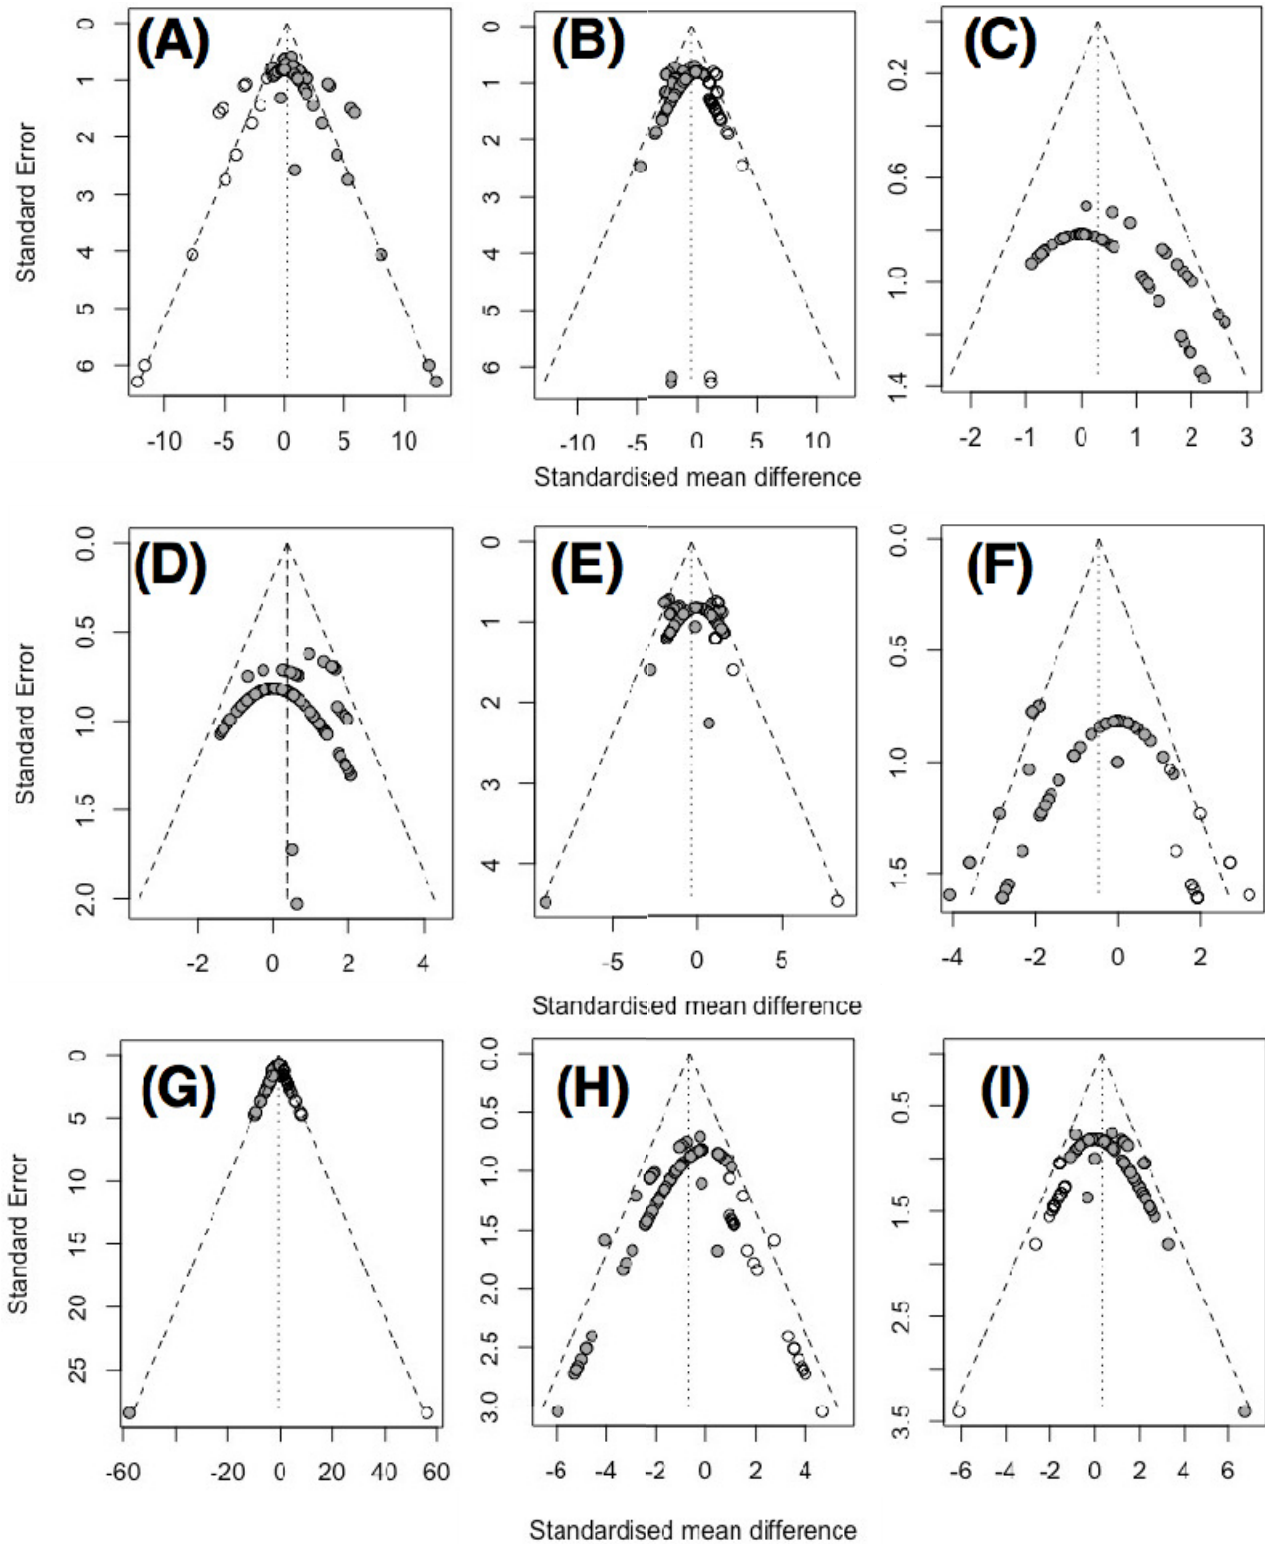 (A) (B) (C)
0 1 2 3 4 5 6
-10 -5 0 5 10
0 1 2 3 4 5 6
-10 -5 0 5 10
0.2 0.6 1.0 1.4
-2 -1 0 1 2 3
Standard Error
Standardised mean difference
(D) (E) (F)
0.0 0.5 1.0 1.5 2.0
-2 0 2 4
0 1 2 3 4
-5 0 5
0.0 0.5 1.0 1.5
-4 -2 0 2
Standard Error
Standardised mean difference
(G) (H) (I)
0 5 10 15 20 25
-60 -20 0 20 40 60
0.0 0.5 1.0 1.5 2.0 2.5 3.0
-6 -4 -2 0 2 4
0.5 1.5 2.5 3.5
-6 -4 -2 0 2 4 6
Standard Error
Standardised mean difference